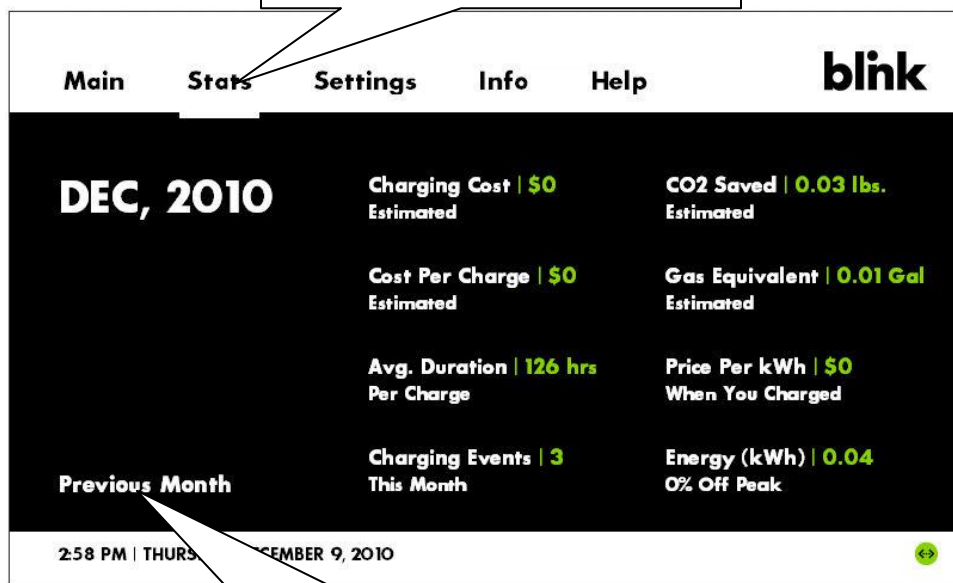 Main Stats Settings Info Help blink
DEC, 2010
Charging Cost | $0
Estimated
CO2 Saved | 0.03 lbs.
Estimated
Cost Per Charge | $0
Estimated
Gas Equivalent | 0.01 Gal
Estimated
Avg. Duration | 126 hrs
Per Charge
Price Per kWh | $0
When You Charged
Charging Events | 3
This Month
Energy (kWh) | 0.04
0% Off Peak
Previous Month
2:58 PM | DECEMBER 9, 2010